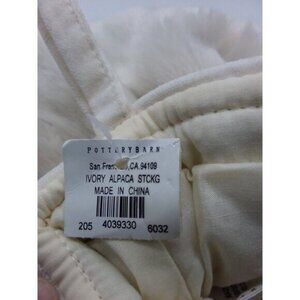 POTTERYBARN
San Francisco, CA 94109
IVORY ALPACA STCKG
MADE IN CHINA
205 4039330 6032